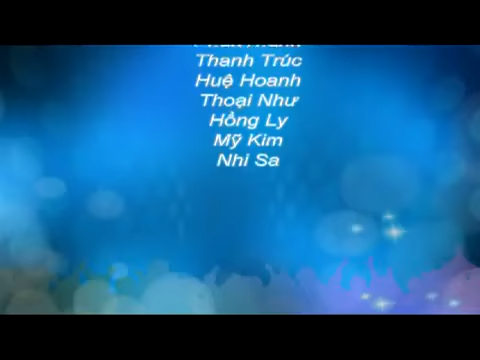 Thanh Trúc
Huệ Hoanh
Thoại Như
Hồng Ly
Mỹ Kim
Nhi Sa